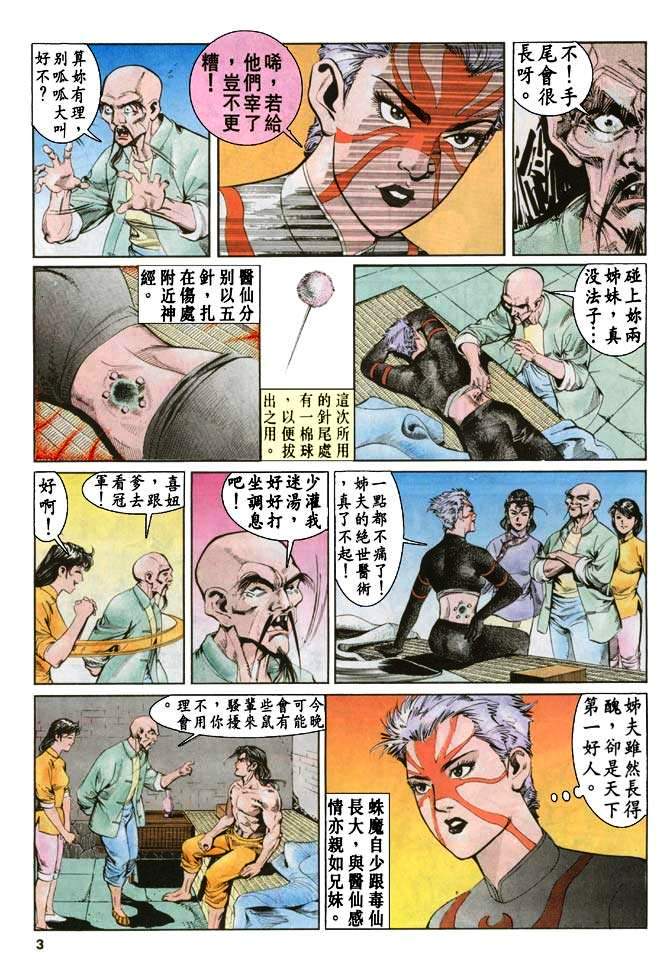 不！手
尾會很
長呀。
唏，若給
他們宰了
，豈不更
糟！
算妳有理，
別呱呱大叫
好不？
碰上妳兩
姊妹，真
没法子…
這次所用
的針尾處
有一棉球
，以便拔
出之用。
醫仙分
別以五
針，扎
在傷處
附近神
經。
一點都不痛了！
姊夫的絕世醫術
，真了不起！
少灌我
迷湯，
好好打
坐調息
吧！
喜妞
，跟
爹去
看冠
軍！
好啊！
姊夫雖然長得
醜，卻是天下
第一好人。
蛛魔自少跟毒仙
長大，與醫仙感
情亦親如兄妹。
今晚
可能
會有
些鼠
輩來
騷擾
，你
不用
理會
。
3